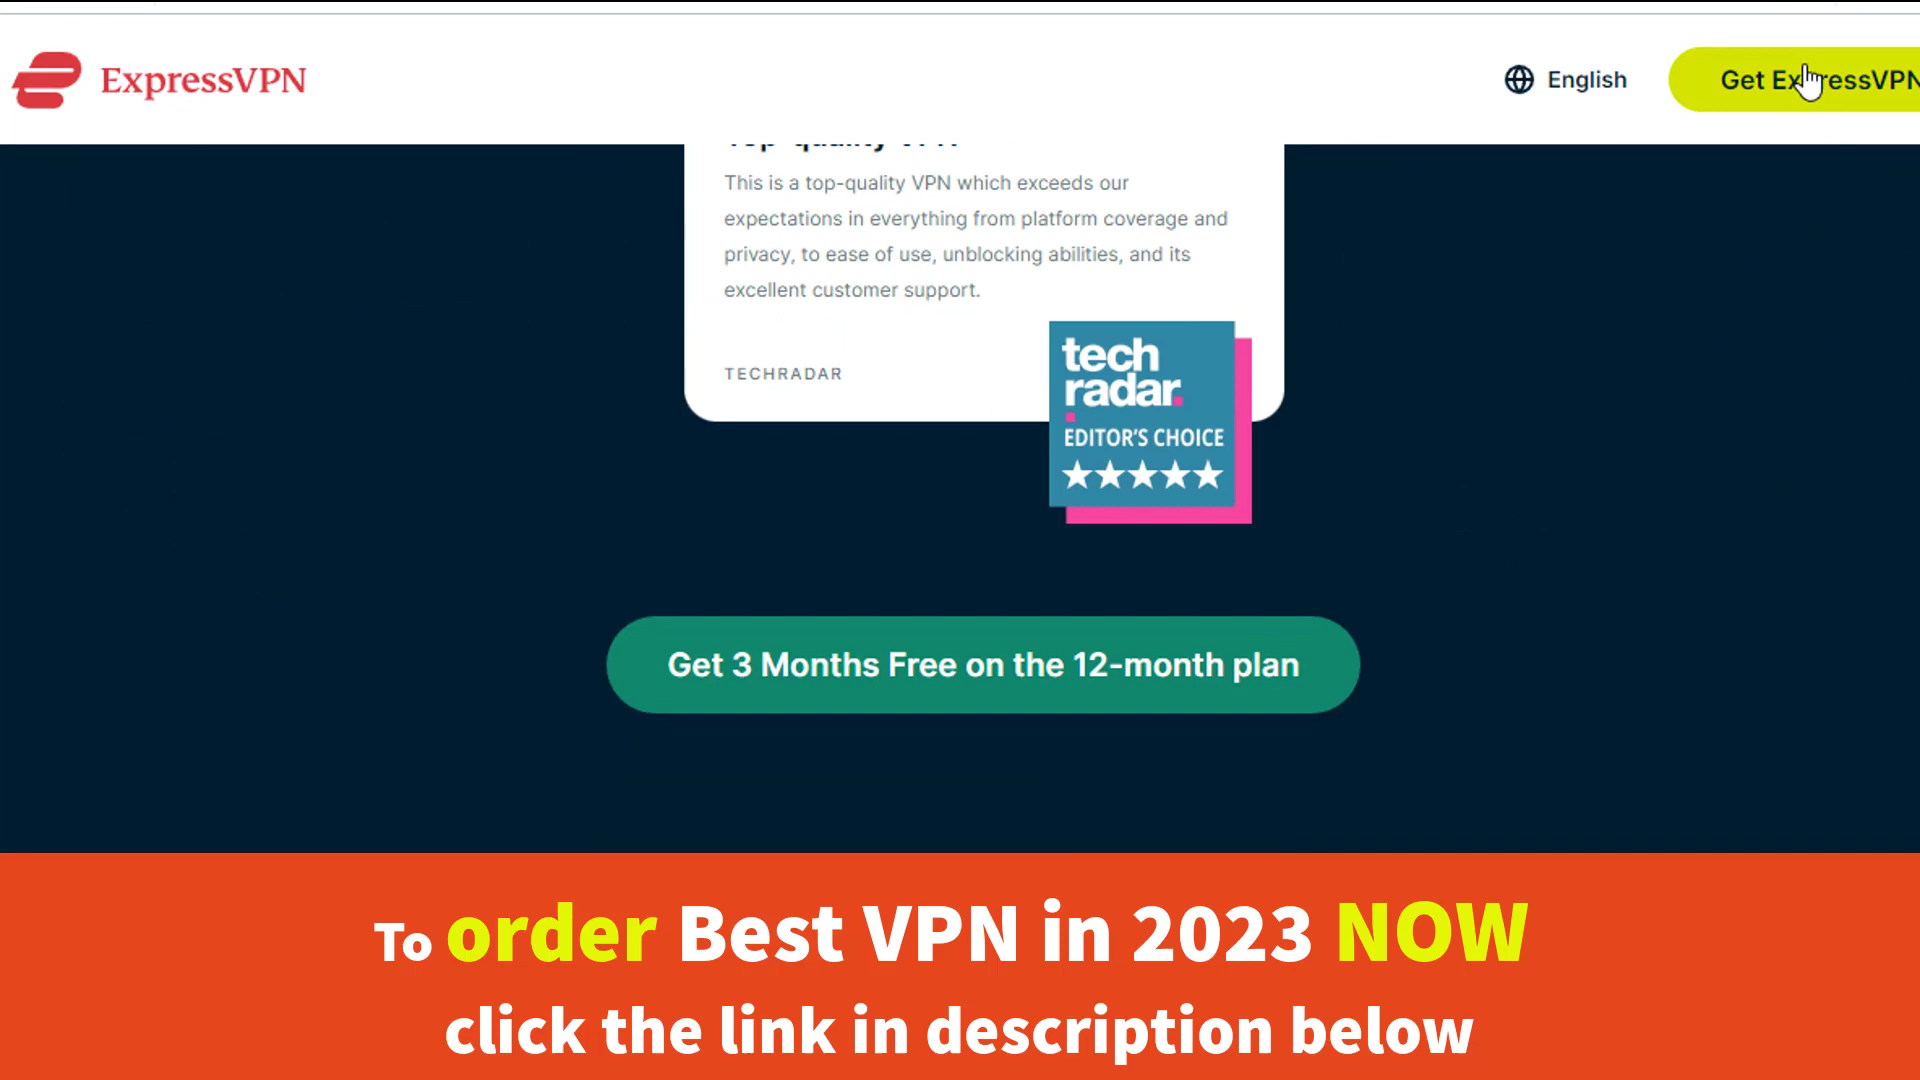 ExpressVPN
English
Get ExpressVPN
Top-quality VPN
This is a top-quality VPN which exceeds our
expectations in everything from platform coverage and
privacy, to ease of use, unblocking abilities, and its
excellent customer support.
TECHRADAR
tech
radar.
EDITOR'S CHOICE
Get 3 Months Free on the 12-month plan
To order Best VPN in 2023 NOW
click the link in description below